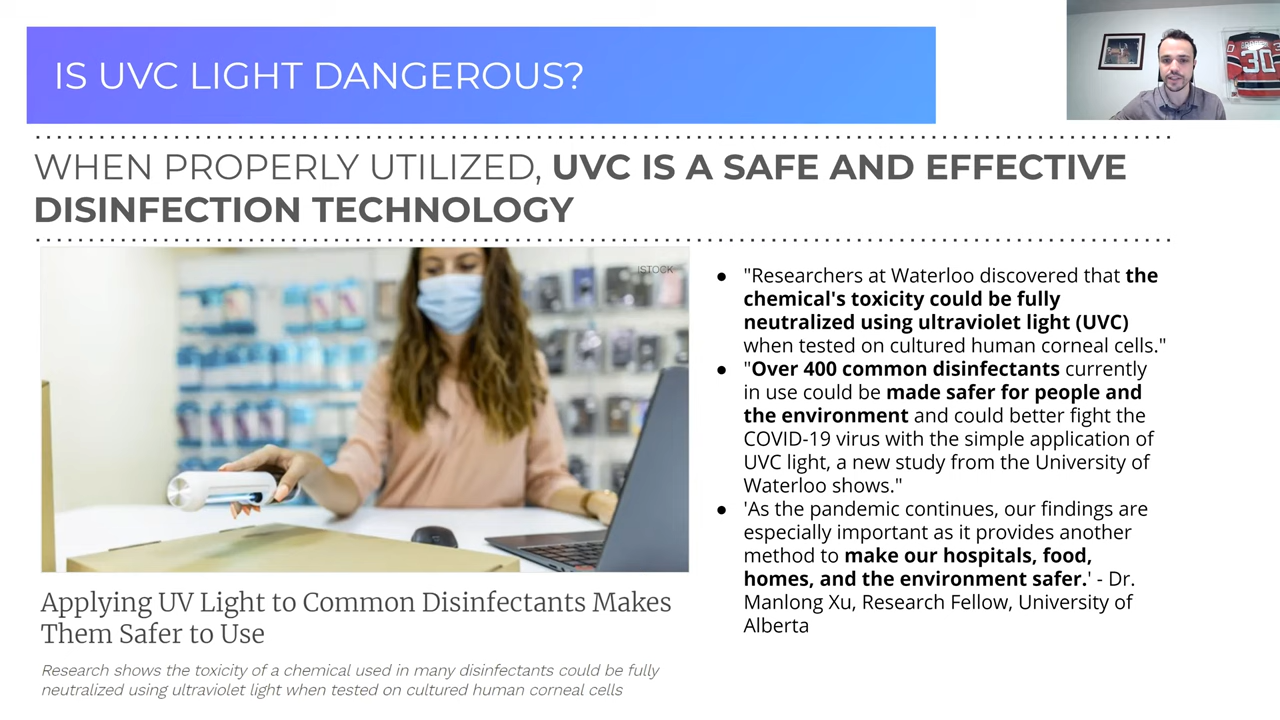 IS UVC LIGHT DANGEROUS?
WHEN PROPERLY UTILIZED, UVC IS A SAFE AND EFFECTIVE
DISINFECTION TECHNOLOGY
ISTOCK
Applying UV Light to Common Disinfectants Makes
Them Safer to Use
Research shows the toxicity of a chemical used in many disinfectants could be fully
neutralized using ultraviolet light when tested on cultured human corneal cells
● "Researchers at Waterloo discovered that the
chemical's toxicity could be fully
neutralized using ultraviolet light (UVC)
when tested on cultured human corneal cells."
● "Over 400 common disinfectants currently
in use could be made safer for people and
the environment and could better fight the
COVID-19 virus with the simple application of
UVC light, a new study from the University of
Waterloo shows."
● 'As the pandemic continues, our findings are
especially important as it provides another
method to make our hospitals, food,
homes, and the environment safer.' - Dr.
Manlong Xu, Research Fellow, University of
Alberta
30